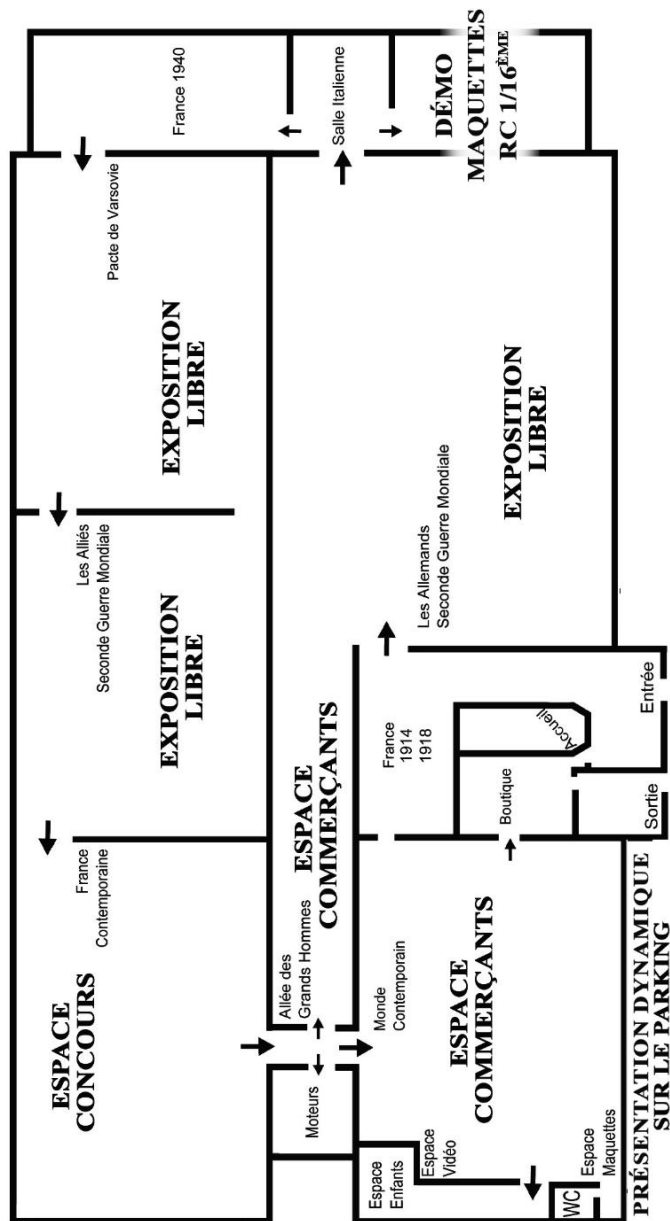 France 1940
Salle Italienne
DÉMO
MAQUETTES
RC 1/16ÈME
Pacte de Varsovie
EXPOSITION
LIBRE
EXPOSITION
LIBRE
Les Alliés
Seconde Guerre Mondiale
Les Allemands
Seconde Guerre Mondiale
EXPOSITION
LIBRE
ESPACE
COMMERÇANTS
France
1914
1918
Accueil
Entrée
Boutique
Sortie
France
Contemporaine
ESPACE
CONCOURS
Allée des
Grands Hommes
Monde
Contemporain
ESPACE
COMMERÇANTS
Moteurs
Espace
Enfants
Espace
Vidéo
WC
Espace
Maquettes
PRÉSENTATION DYNAMIQUE
SUR LE PARKING